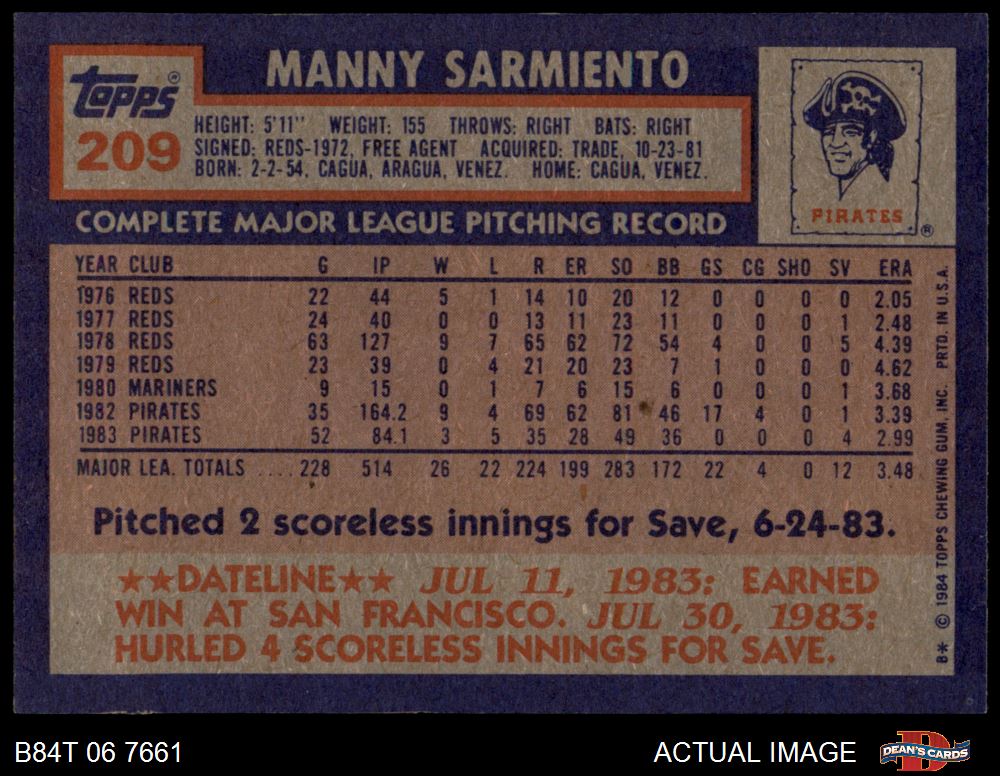 Topps®
209
MANNY SARMIENTO
HEIGHT: 5'11" WEIGHT: 155 THROWS: RIGHT BATS: RIGHT
SIGNED: REDS-1972, FREE AGENT ACQUIRED: TRADE, 10-23-81
BORN: 2-2-54, CAGUA, ARAGUA, VENEZ. HOME: CAGUA, VENEZ.
PIRATES ®
COMPLETE MAJOR LEAGUE PITCHING RECORD
YEAR CLUB G IP W L R ER SO BB GS CG SHO SV ERA
1976 REDS 22 44 5 1 14 10 20 12 0 0 0 0 2.05
1977 REDS 24 40 0 0 13 11 23 11 0 0 0 1 2.48
1978 REDS 63 127 9 7 65 62 72 54 4 0 0 5 4.39
1979 REDS 23 39 0 4 21 20 23 7 1 0 0 0 4.62
1980 MARINERS 9 15 0 1 7 6 15 6 0 0 0 1 3.68
1982 PIRATES 35 164.2 9 4 69 62 81 46 17 4 0 1 3.39
1983 PIRATES 52 84.1 3 5 35 28 49 36 0 0 0 4 2.99
MAJOR LEA. TOTALS .... 228 514 26 22 224 199 283 172 22 4 0 12 3.48
Pitched 2 scoreless innings for Save, 6-24-83.
★★DATELINE★★ JUL 11, 1983: EARNED
WIN AT SAN FRANCISCO. JUL 30, 1983:
HURLED 4 SCORELESS INNINGS FOR SAVE.
B* © 1984 TOPPS CHEWING GUM, INC. PRTD. IN U.S.A.
B84T 06 7661
ACTUAL IMAGE
D
DEAN'S CARDS